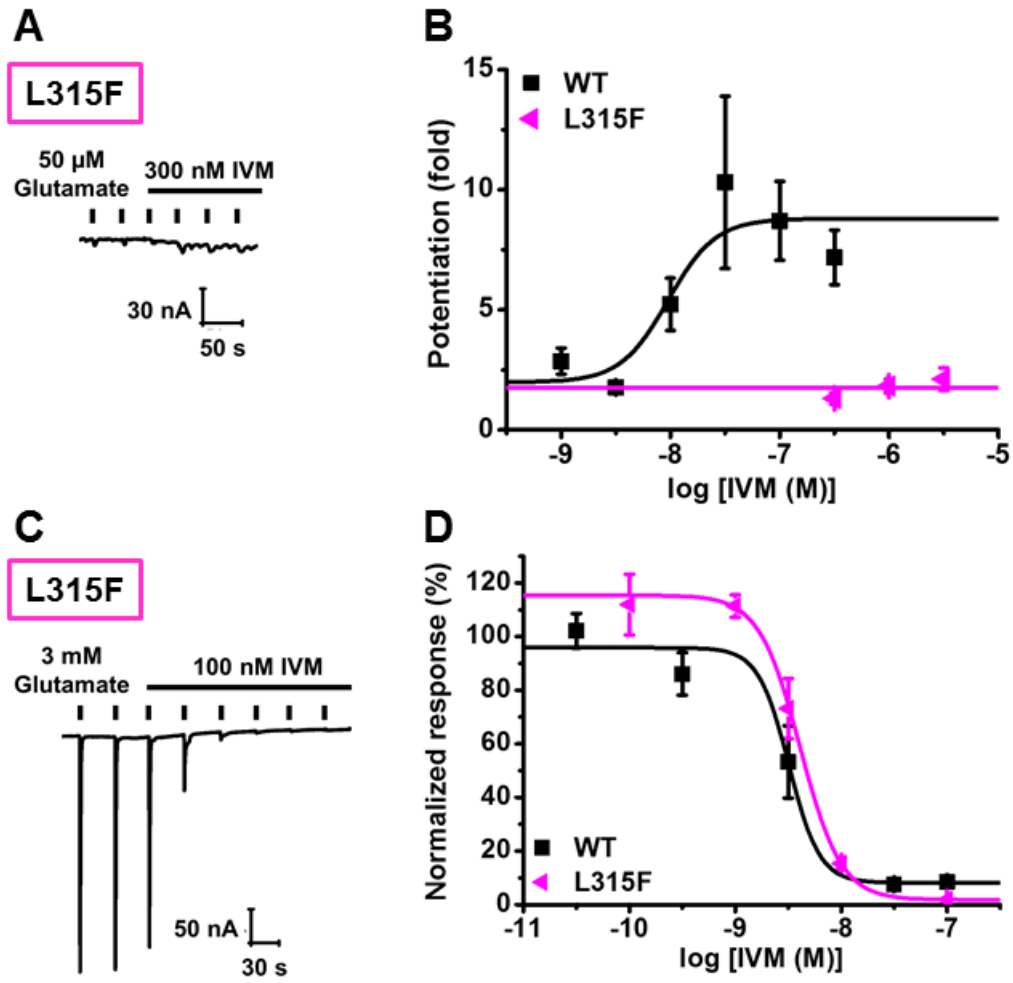 A
L315F
50 µM
Glutamate
300 nM IVM
30 nA
50 s
B
WT
L315F
Potentiation (fold)
15
10
5
0
-9
-8
-7
-6
-5
log [IVM (M)]
C
L315F
3 mM
Glutamate
100 nM IVM
50 nA
30 s
D
Normalized response (%)
120
100
80
60
40
20
0
WT
L315F
-11
-10
-9
-8
-7
log [IVM (M)]